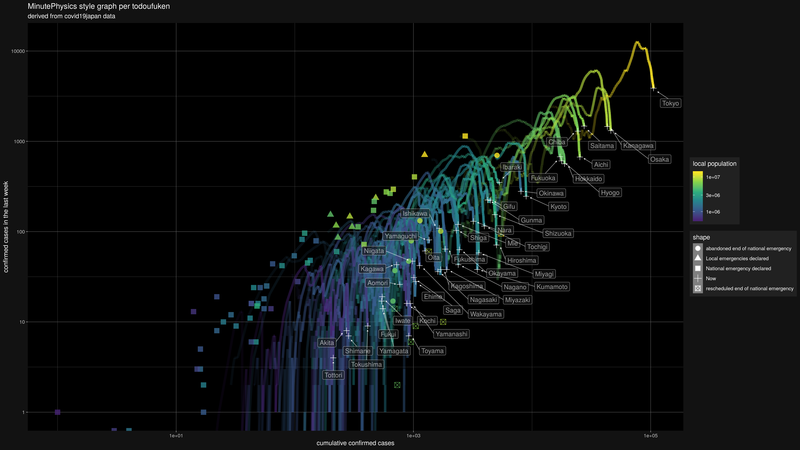 MinutePhysics style graph per todoufuken
derived from covid19japan data
confirmed cases in the last week
10000
1000
100
10
1
Tokyo
Chiba
Saitama
Kanagawa
Osaka
Aichi
Ibaraki
Fukuoka
Hokkaido
Hyogo
Okinawa
Kyoto
Gifu
Ishikawa
Gunma
Nara
Shizuoka
Yamaguchi
Shiga
Mie
Tochigi
Niigata
Oita
Fukushima
Hiroshima
Kagawa
Okayama
Miyagi
Aomori
Kagoshima
Nagano
Kumamoto
Ehime
Nagasaki
Miyazaki
Saga
Wakayama
Iwate
Kochi
Fukui
Yamanashi
Akita
Shimane
Yamagata
Toyama
Tokushima
Tottori
1e+01
1e+03
1e+05
cumulative confirmed cases
local population
1e+07
3e+06
1e+06
shape
abandoned end of national emergency
Local emergencies declared
National emergency declared
Now
rescheduled end of national emergency